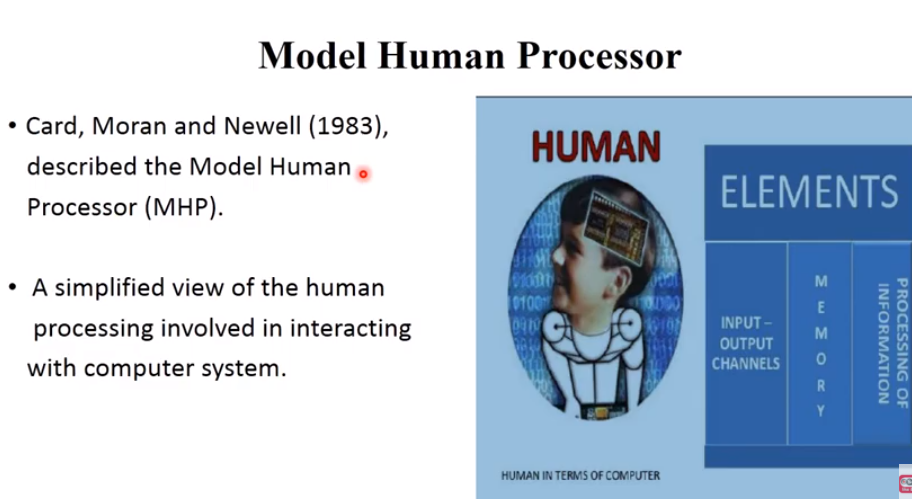 Model Human Processor
• Card, Moran and Newell (1983),
described the Model Human
Processor (MHP).
• A simplified view of the human
processing involved in interacting
with computer system.
HUMAN
HUMAN IN TERMS OF COMPUTER
ELEMENTS
INPUT –
OUTPUT
CHANNELS
MEMORY
PROCESSING OF
INFORMATION